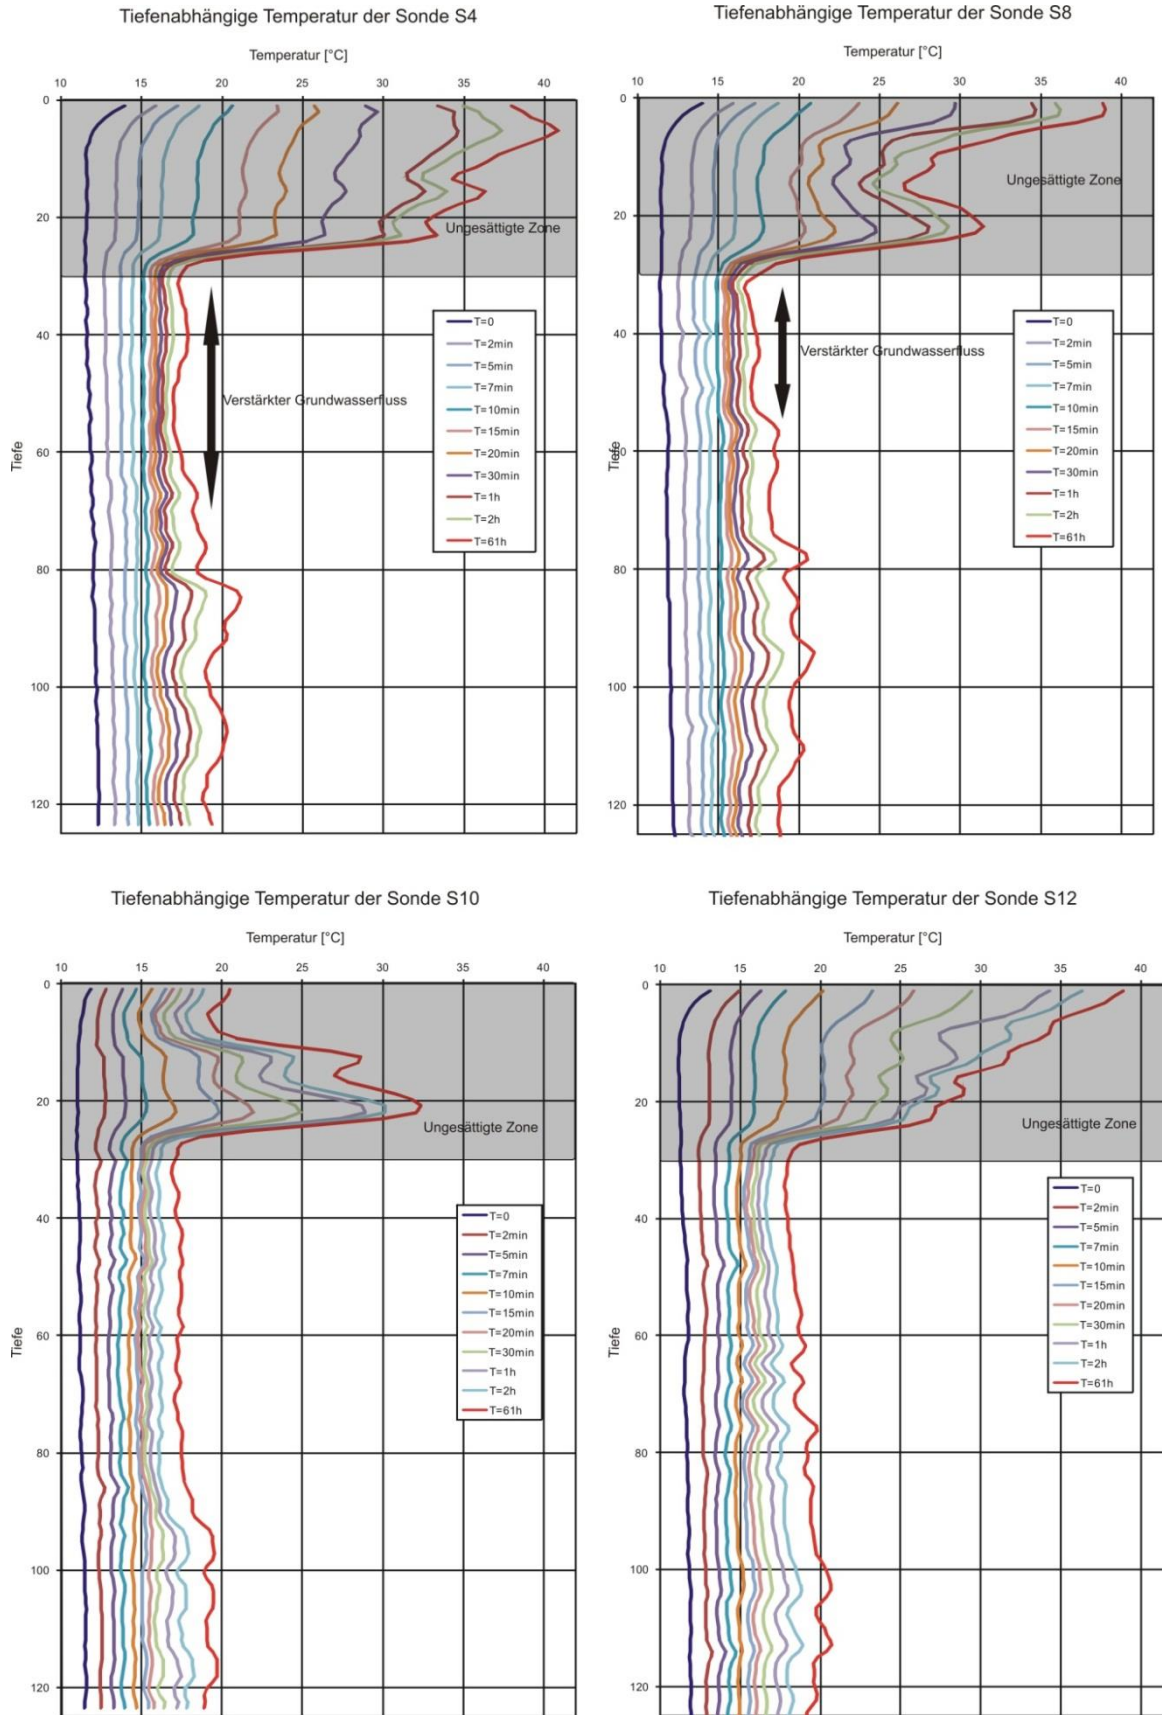 Tiefenabhängige Temperatur der Sonde S4
Temperatur [°C]
10 15 20 25 30 35 40
0
20
40
60
80
100
120
Tiefe
Ungesättigte Zone
Verstärkter Grundwasserfluss
T=0
T=2min
T=5min
T=7min
T=10min
T=15min
T=20min
T=30min
T=1h
T=2h
T=61h
Tiefenabhängige Temperatur der Sonde S8
Temperatur [°C]
10 15 20 25 30 35 40
0
20
40
60
80
100
120
Tiefe
Ungesättigte Zone
Verstärkter Grundwasserfluss
T=0
T=2min
T=5min
T=7min
T=10min
T=15min
T=20min
T=30min
T=1h
T=2h
T=61h
Tiefenabhängige Temperatur der Sonde S10
Temperatur [°C]
10 15 20 25 30 35 40
0
20
40
60
80
100
120
Tiefe
Ungesättigte Zone
T=0
T=2min
T=5min
T=7min
T=10min
T=15min
T=20min
T=30min
T=1h
T=2h
T=61h
Tiefenabhängige Temperatur der Sonde S12
Temperatur [°C]
10 15 20 25 30 35 40
0
20
40
60
80
100
120
Tiefe
Ungesättigte Zone
T=0
T=2min
T=5min
T=7min
T=10min
T=15min
T=20min
T=30min
T=1h
T=2h
T=61h